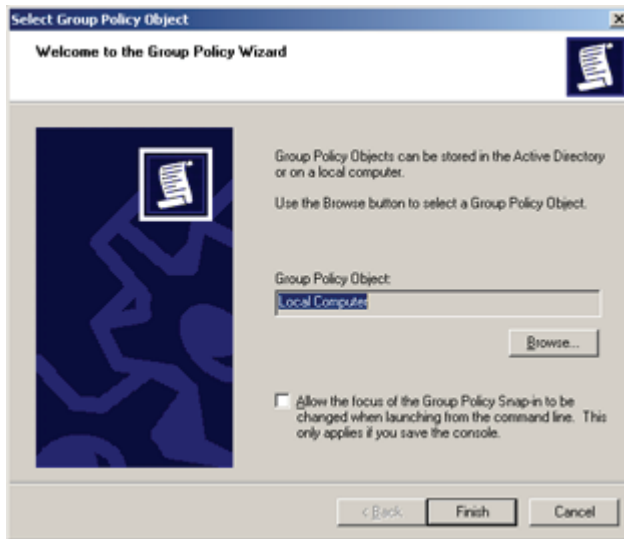 Select Group Policy Object
Welcome to the Group Policy Wizard
Group Policy Objects can be stored in the Active Directory
or on a local computer.
Use the Browse button to select a Group Policy Object.
Group Policy Object:
Local Computer
Browse...
Allow the focus of the Group Policy Snap-in to be
changed when launching from the command line. This
only applies if you save the console.
< Back
Finish
Cancel